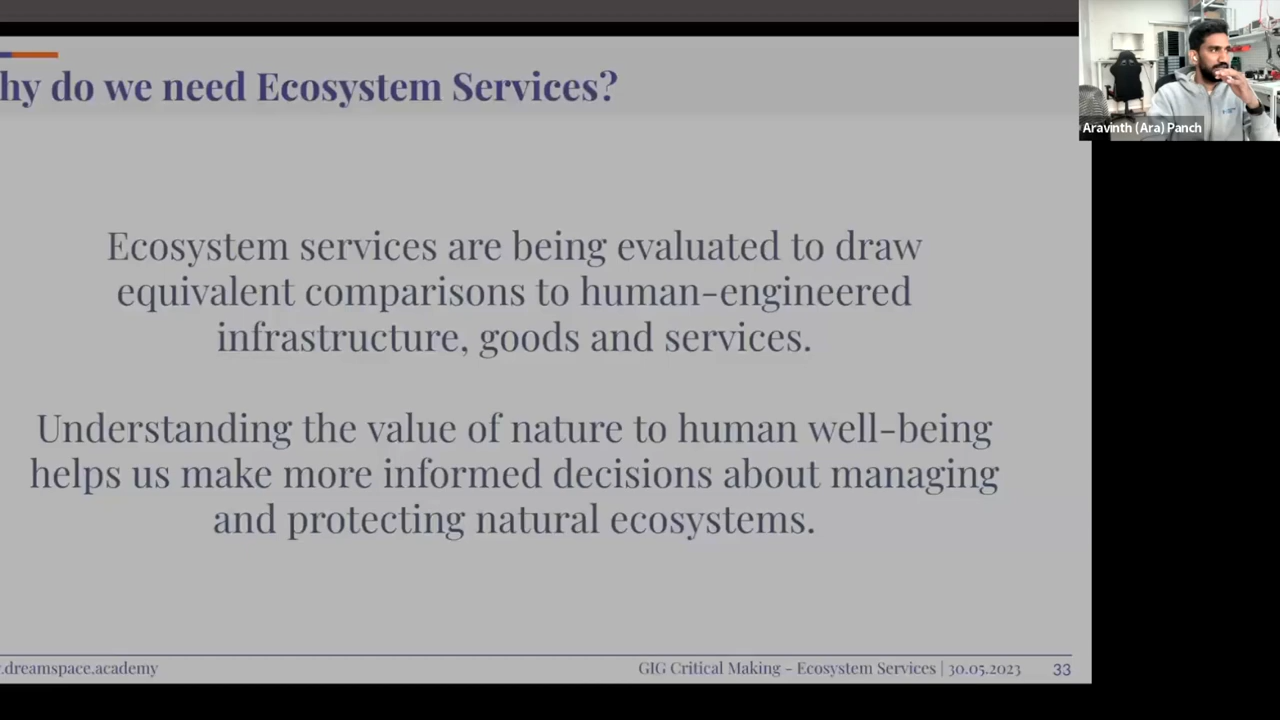 hy do we need Ecosystem Services?
Aravinth (Ara) Panch
Ecosystem services are being evaluated to draw
equivalent comparisons to human-engineered
infrastructure, goods and services.
Understanding the value of nature to human well-being
helps us make more informed decisions about managing
and protecting natural ecosystems.
.dreamspace.academy
GIG Critical Making - Ecosystem Services | 30.05.2023 33